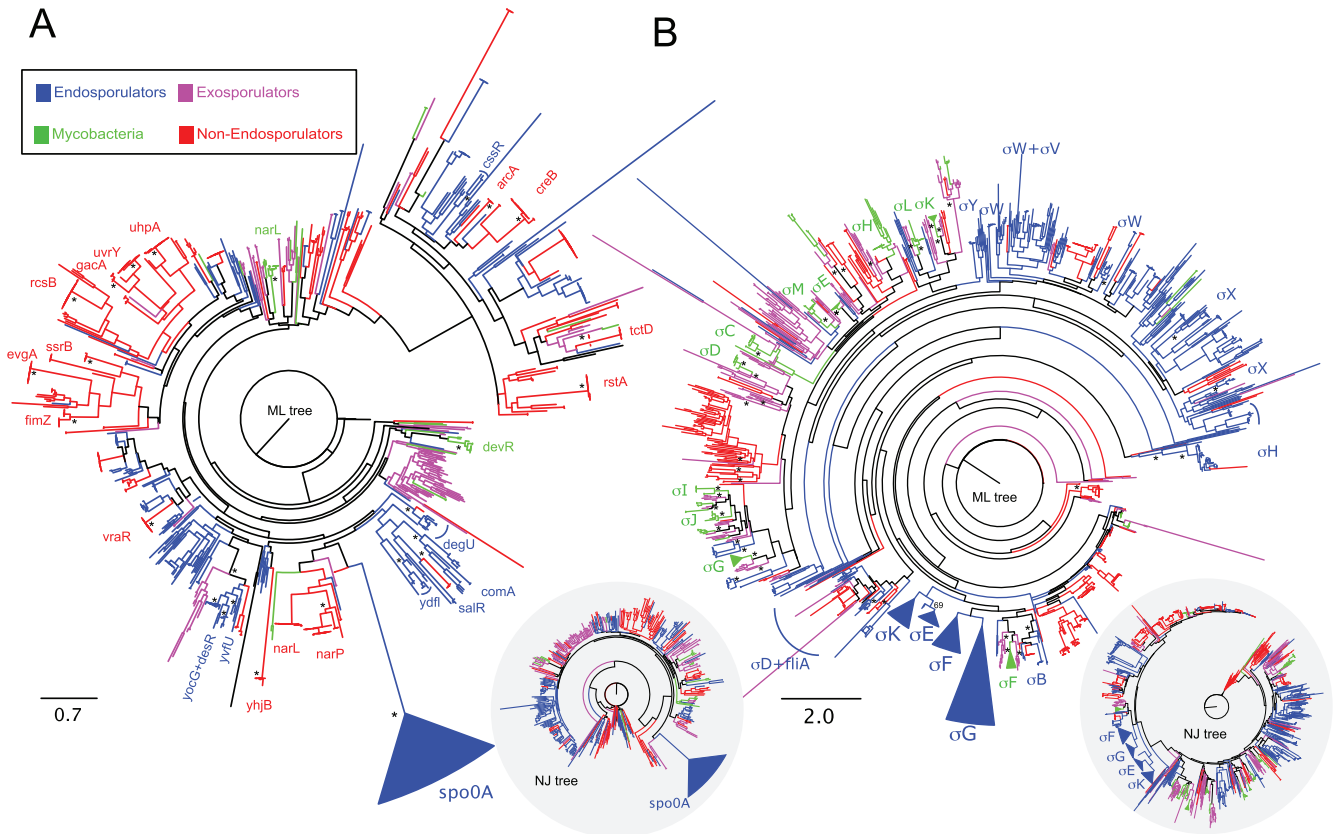 A
Endosporulators
Exosporulators
Mycobacteria
Non-Endosporulators
cssR
arcA
creB
uhpA
uvrY
gacA
narL
rcsB
evgA
ssrB
fimZ
tctD
rstA
ML tree
devR
vraR
degU
comA
salR
ydfI
yocG+desR
yvfU
narL
narP
yhjB
0.7
*
spo0A
NJ tree
spo0A
B
σW+σV
σL
σK
σY
σW
σW
σH
σM
σE
σX
σC
σD
σX
σH
ML tree
σI
σJ
σG
69
σK
σE
σF
σD+fliA
σF
σB
σG
2.0
σF
σG
σE
σK
NJ tree